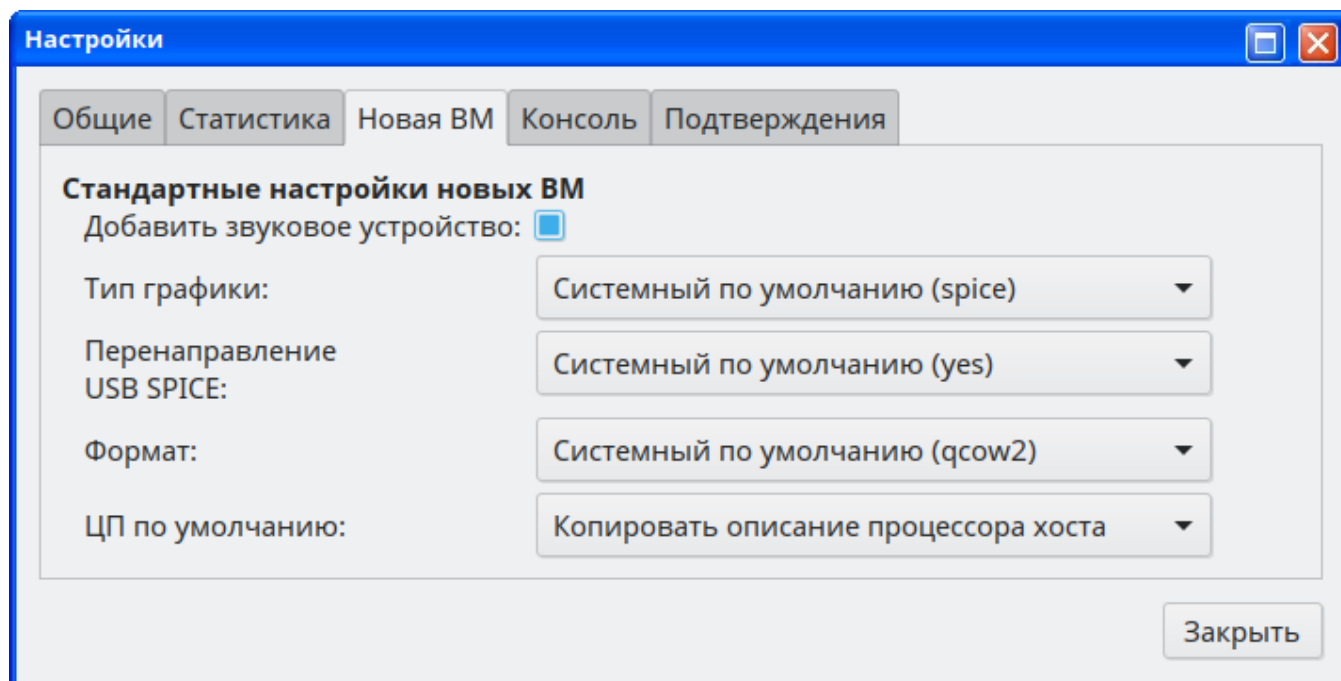 Настройки
Общие Статистика Новая ВМ Консоль Подтверждения
Стандартные настройки новых ВМ
Добавить звуковое устройство:
Тип графики: Системный по умолчанию (spice)
Перенаправление
USB SPICE: Системный по умолчанию (yes)
Формат: Системный по умолчанию (qcow2)
ЦП по умолчанию: Копировать описание процессора хоста
Закрыть